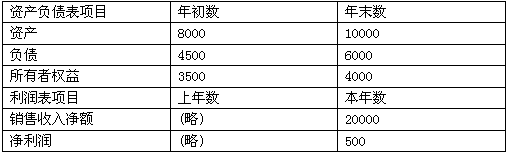 资产负债表项目 年初数 年末数
资产 8000 10000
负债 4500 6000
所有者权益 3500 4000
利润表项目 上年数 本年数
销售收入净额 (略) 20000
净利润 (略) 500